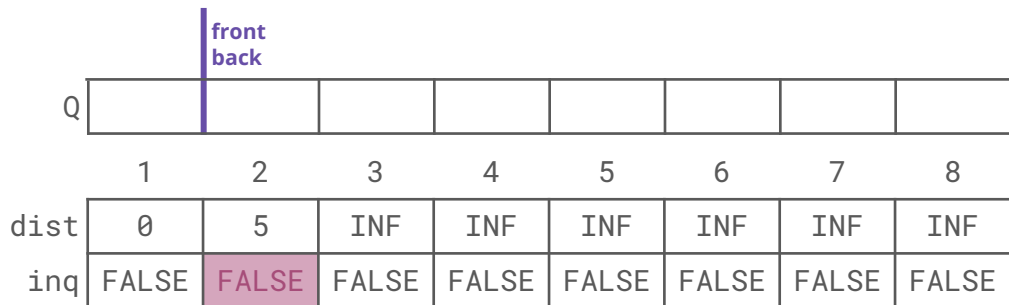 front
back
Q
1 2 3 4 5 6 7 8
dist 0 5 INF INF INF INF INF INF
inq FALSE FALSE FALSE FALSE FALSE FALSE FALSE FALSE